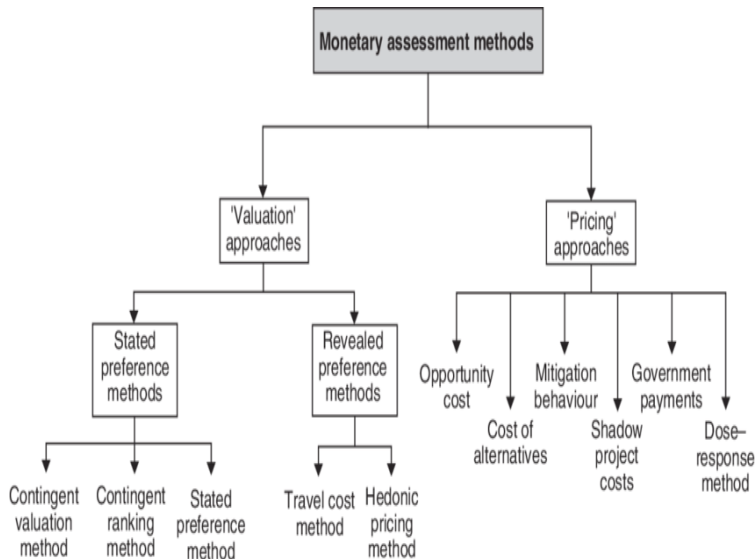 Monetary assessment methods
'Valuation'
approaches
'Pricing'
approaches
Stated
preference
methods
Revealed
preference
methods
Opportunity
cost
Cost of
alternatives
Mitigation
behaviour
Shadow
project
costs
Government
payments
Dose–
response
method
Contingent
valuation
method
Contingent
ranking
method
Stated
preference
method
Travel cost
method
Hedonic
pricing
method